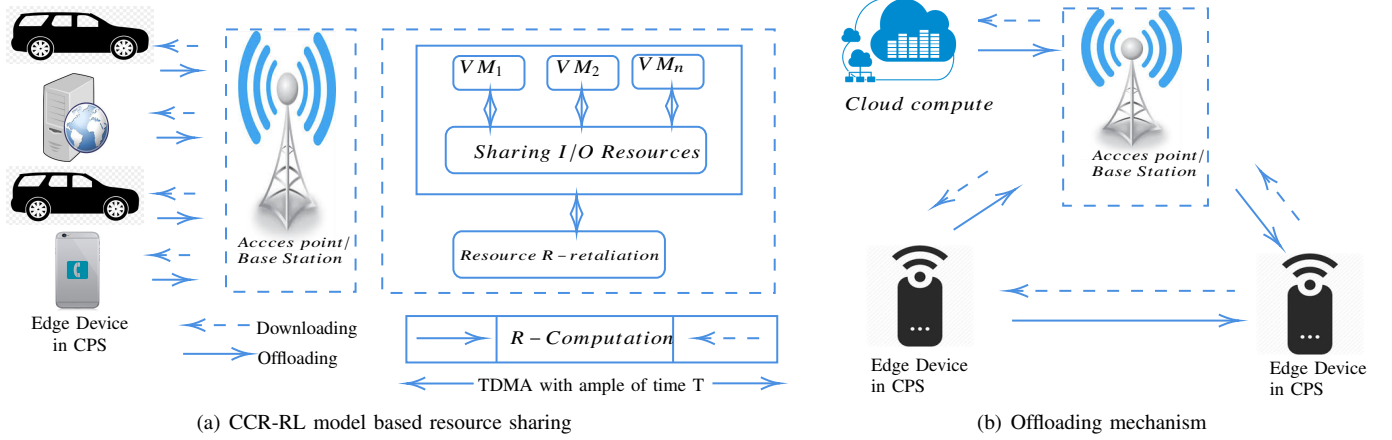 VM1
VM2
VMn
Sharing I/O Resources
Accces point/
Base Station
Resource R-retaliation
Edge Device
in CPS
Downloading
Offloading
R-Computation
TDMA with ample of time T
(a) CCR-RL model based resource sharing
Cloud compute
Accces point/
Base Station
Edge Device
in CPS
Edge Device
in CPS
(b) Offloading mechanism